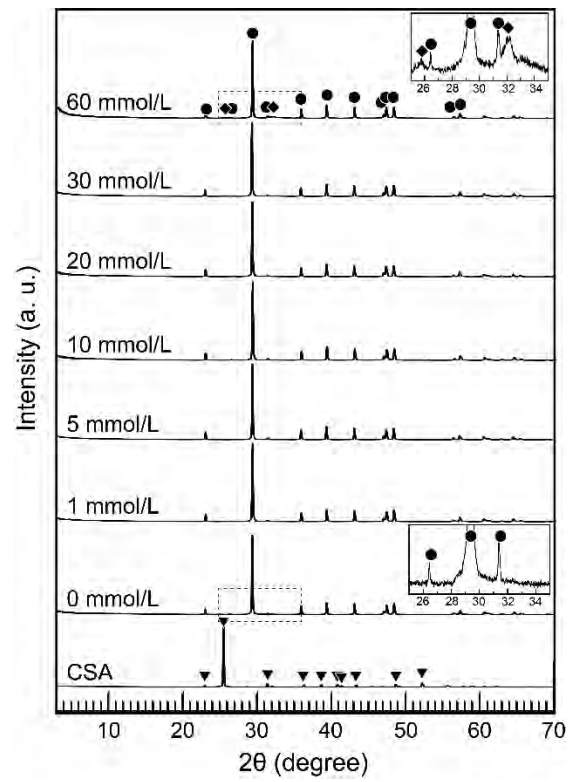 26 28 30 32 34
60 mmol/L
30 mmol/L
20 mmol/L
10 mmol/L
5 mmol/L
1 mmol/L
26 28 30 32 34
0 mmol/L
CSA
Intensity (a. u.)
10 20 30 40 50 60 70
2θ (degree)